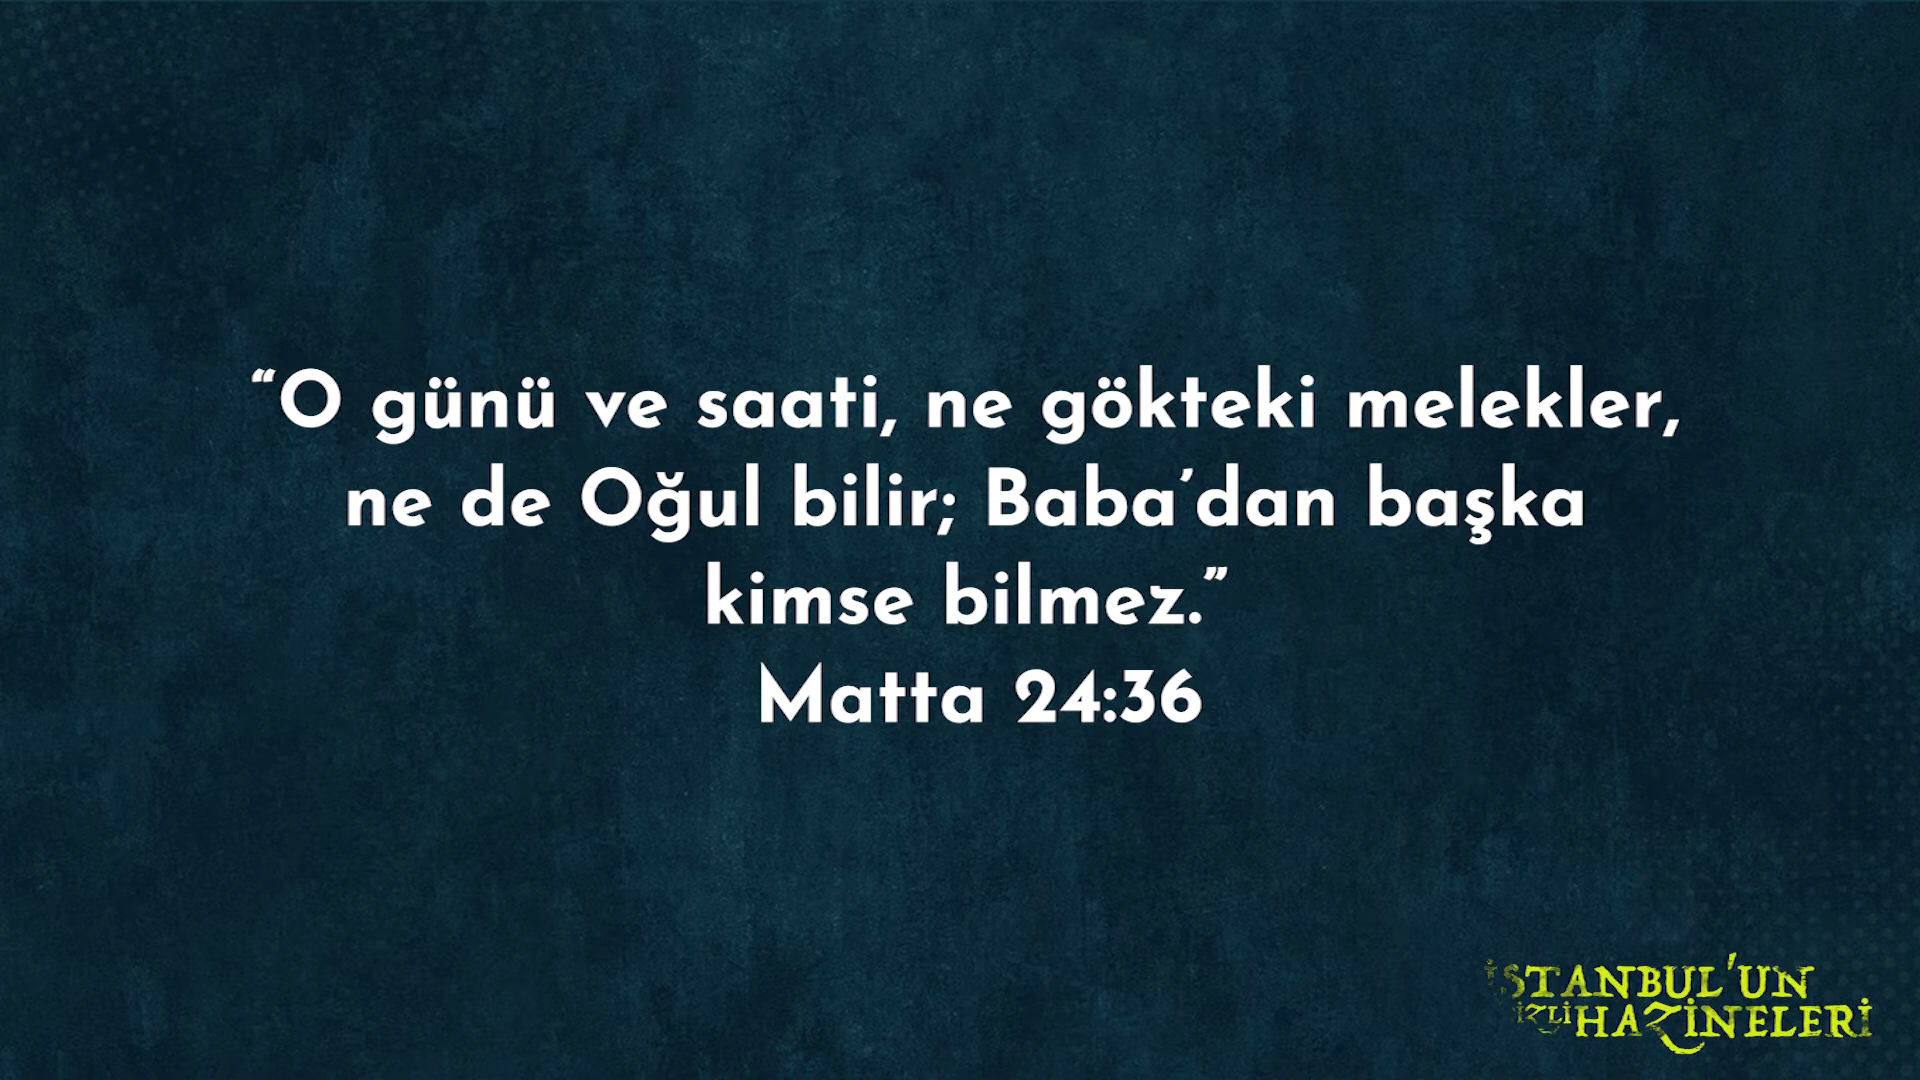 “O günü ve saati, ne gökteki melekler,
ne de Oğul bilir; Baba’dan başka
kimse bilmez.”
Matta 24:36
İSTANBUL'UN
HAZİNELERİ